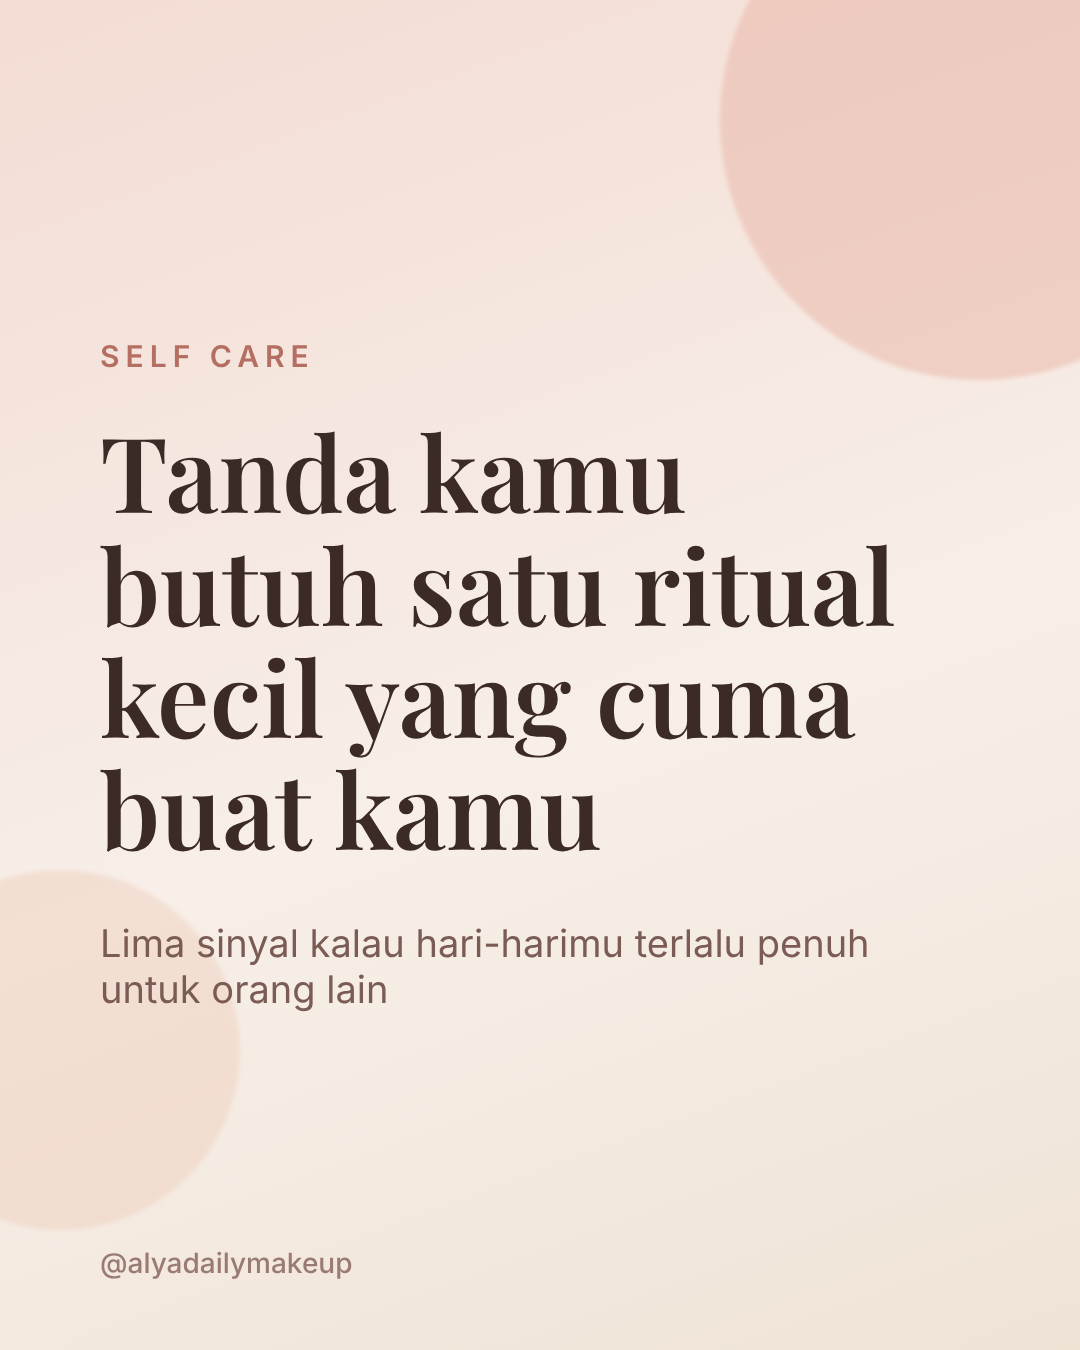 SELF CARE
Tanda kamu
butuh satu ritual
kecil yang cuma
buat kamu
Lima sinyal kalau hari-harimu terlalu penuh
untuk orang lain
@alyadailymakeup